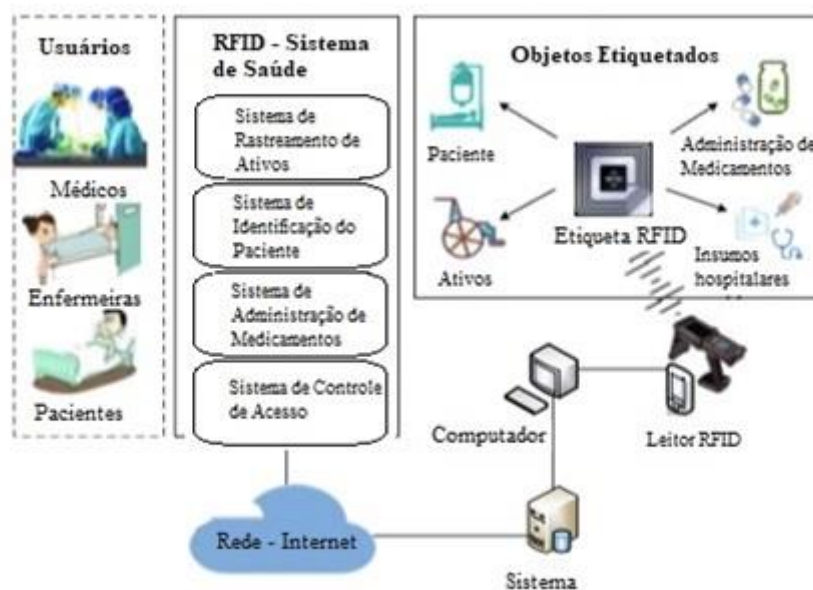 Usuários
Médicos
Enfermeiras
Pacientes
RFID - Sistema
de Saúde
Sistema de
Rastreamento de
Ativos
Sistema de
Identificação do
Paciente
Sistema de
Administração de
Medicamentos
Sistema de Controle
de Acesso
Objetos Etiquetados
Paciente
Administração de
Medicamentos
Etiqueta RFID
Ativos
Insumos
hospitalares
Computador
Leitor RFID
Rede - Internet
Sistema